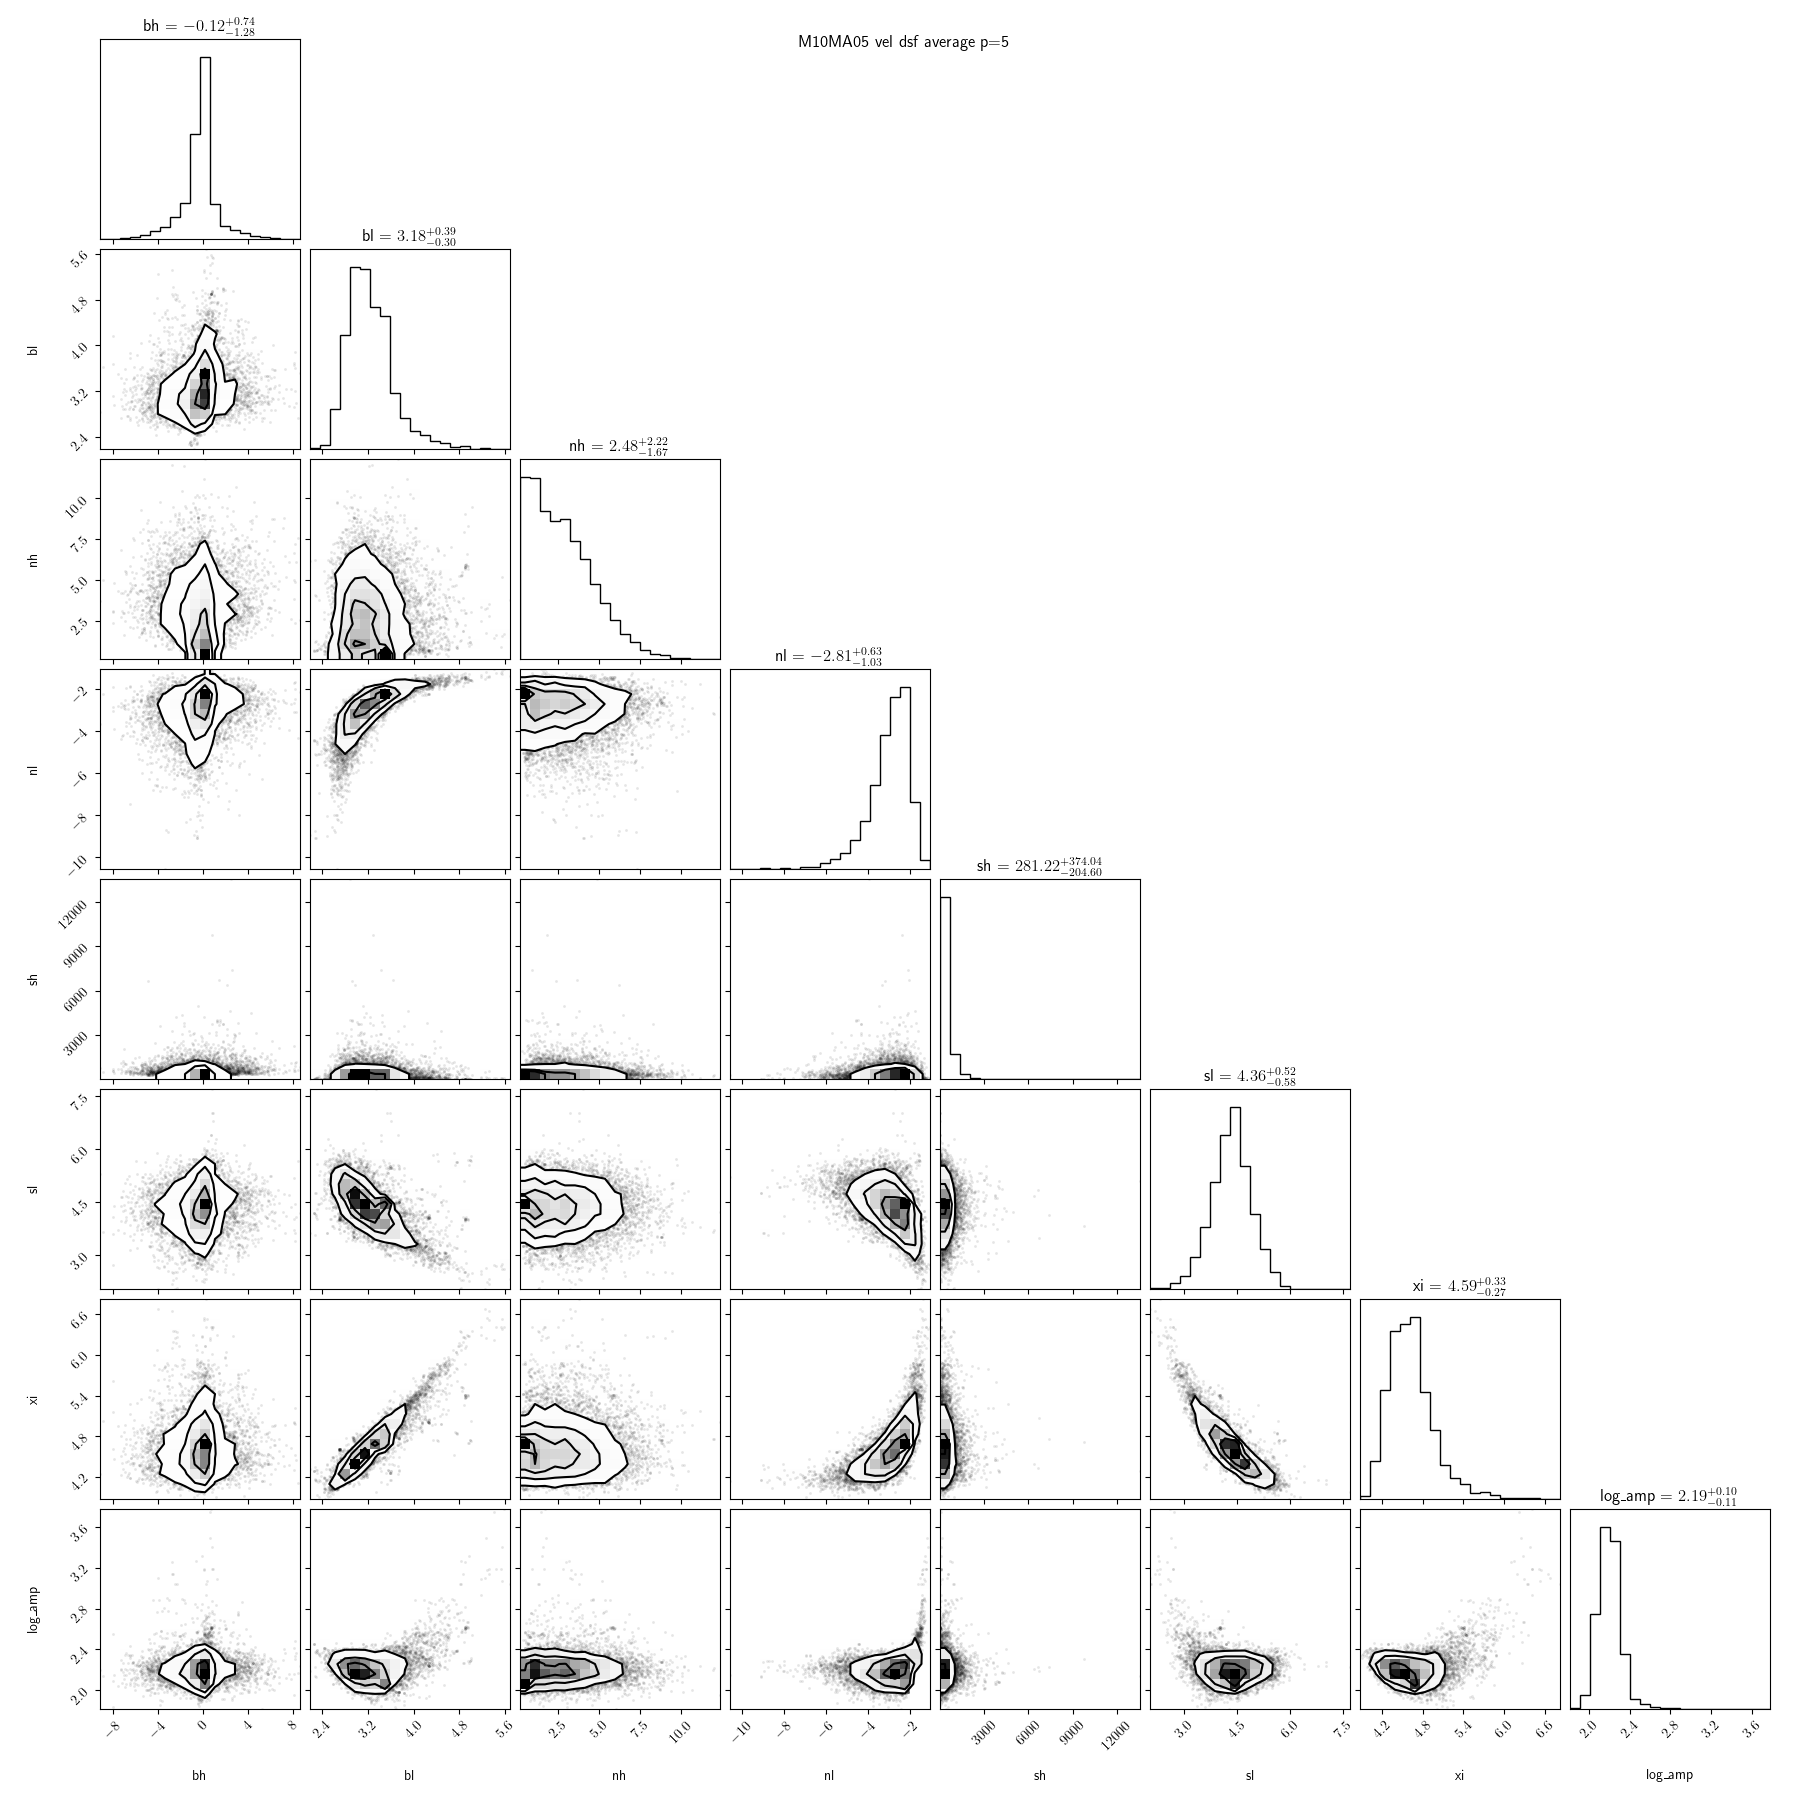 bh = −0.12+0.74−1.28
M10MA05 vel dsf average p=5
bl = 3.18+0.39−0.30
5.6
4.8
4.0
3.2
2.4
bl
nh = 2.48+2.22−1.67
10.0
7.5
5.0
2.5
nh
nl = −2.81+0.63−1.03
−2
−4
−6
−8
−10
nl
sh = 281.22+374.04−204.60
12000
9000
6000
3000
sh
sl = 4.36+0.52−0.58
7.5
6.0
4.5
3.0
sl
xi = 4.59+0.33−0.27
6.6
6.0
5.4
4.8
4.2
xi
log_amp = 2.19+0.10−0.11
3.6
3.2
2.8
2.4
2.0
log_amp
−8 −4 0 4 8 2.4 3.2 4.0 4.8 5.6 2.5 5.0 7.5 10.0 −10 −8 −6 −4 −2 3000 6000 9000 12000 3.0 4.5 6.0 7.5 4.2 4.8 5.4 6.0 6.6 2.0 2.4 2.8 3.2 3.6
bh bl nh nl sh sl xi log_amp